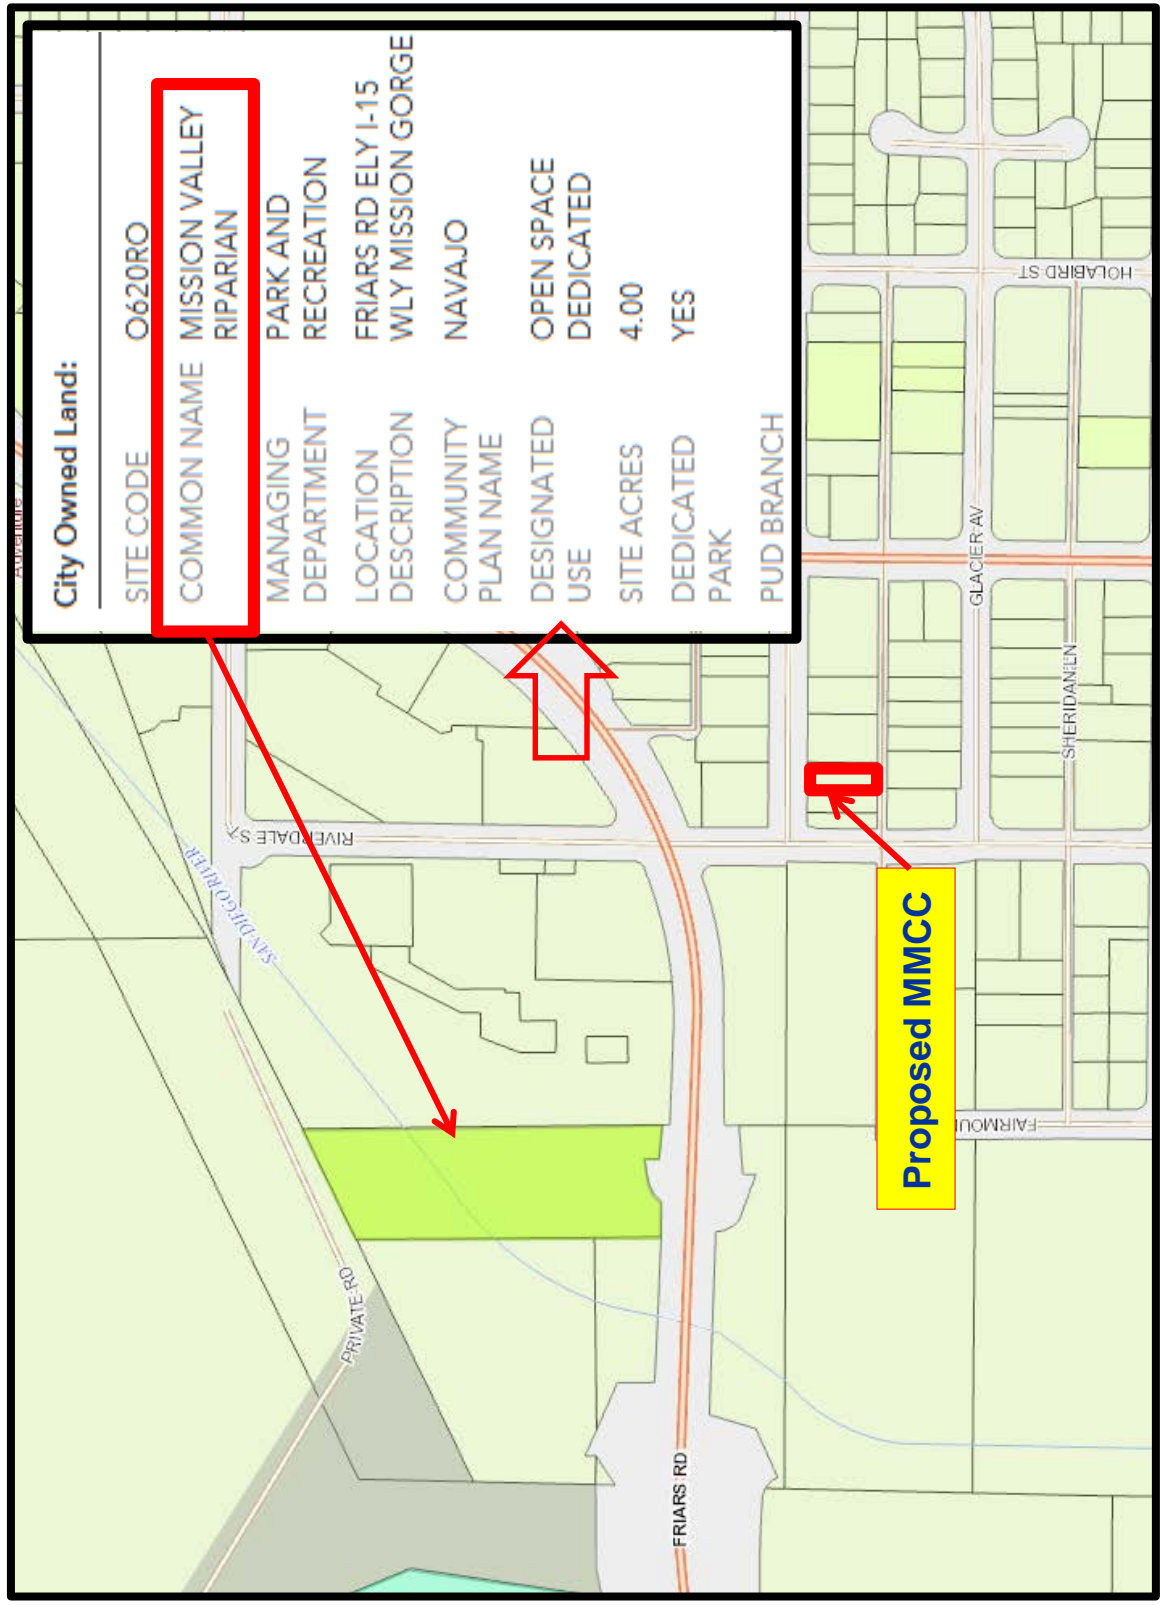 City Owned Land:
SITE CODE O620RO
COMMON NAME MISSION VALLEY
RIPARIAN
MANAGING PARK AND
DEPARTMENT RECREATION
LOCATION FRIARS RD ELY I-15
DESCRIPTION WLY MISSION GORGE
COMMUNITY NAVAJO
PLAN NAME
DESIGNATED OPEN SPACE
USE DEDICATED
SITE ACRES 4.00
DEDICATED YES
PARK
PUD BRANCH
Adventure
SAN DIEGO RIVER
RIVERDALE ST
PRIVATE RD
FRIARS RD
Proposed MMCC
GLACIER AV
SHERIDAN LN
HOLABIRD ST
FAIRMOU